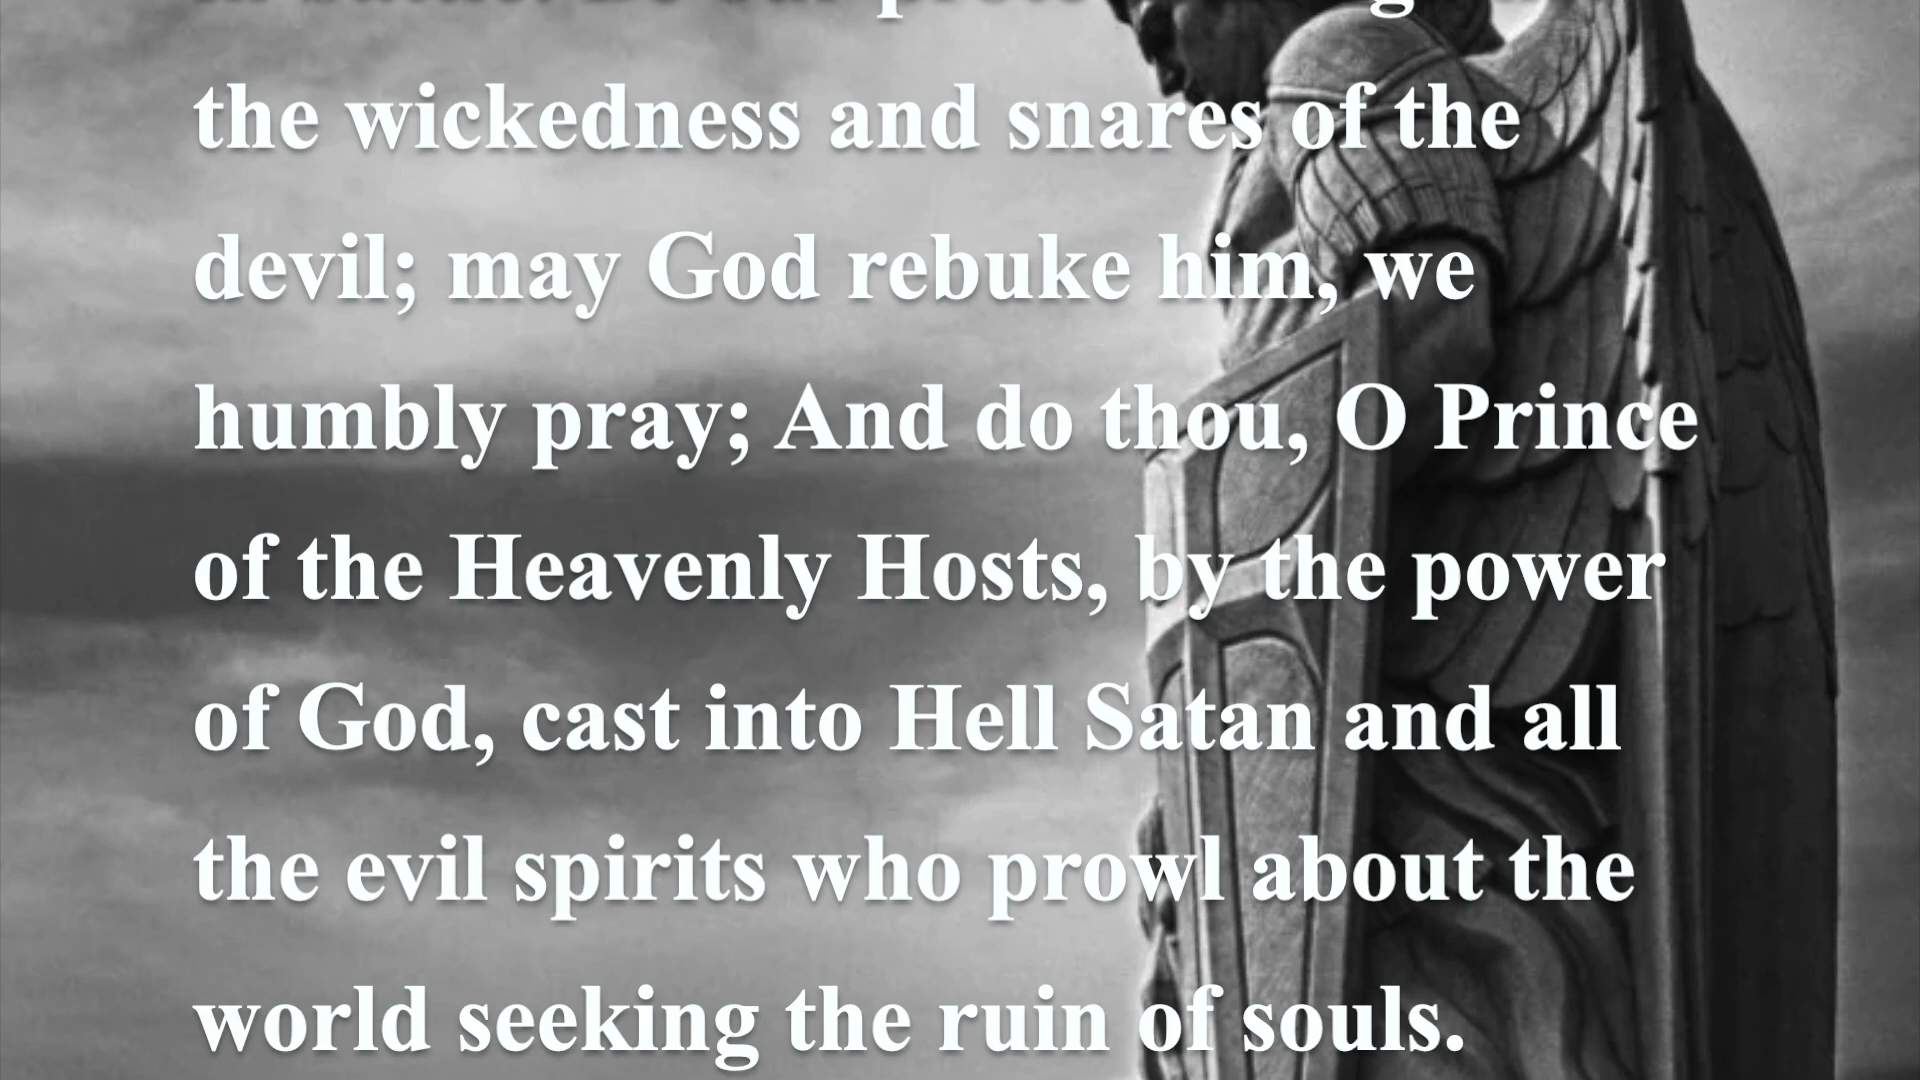 the wickedness and snares of the
devil; may God rebuke him, we
humbly pray; And do thou, O Prince
of the Heavenly Hosts, by the power
of God, cast into Hell Satan and all
the evil spirits who prowl about the
world seeking the ruin of souls.